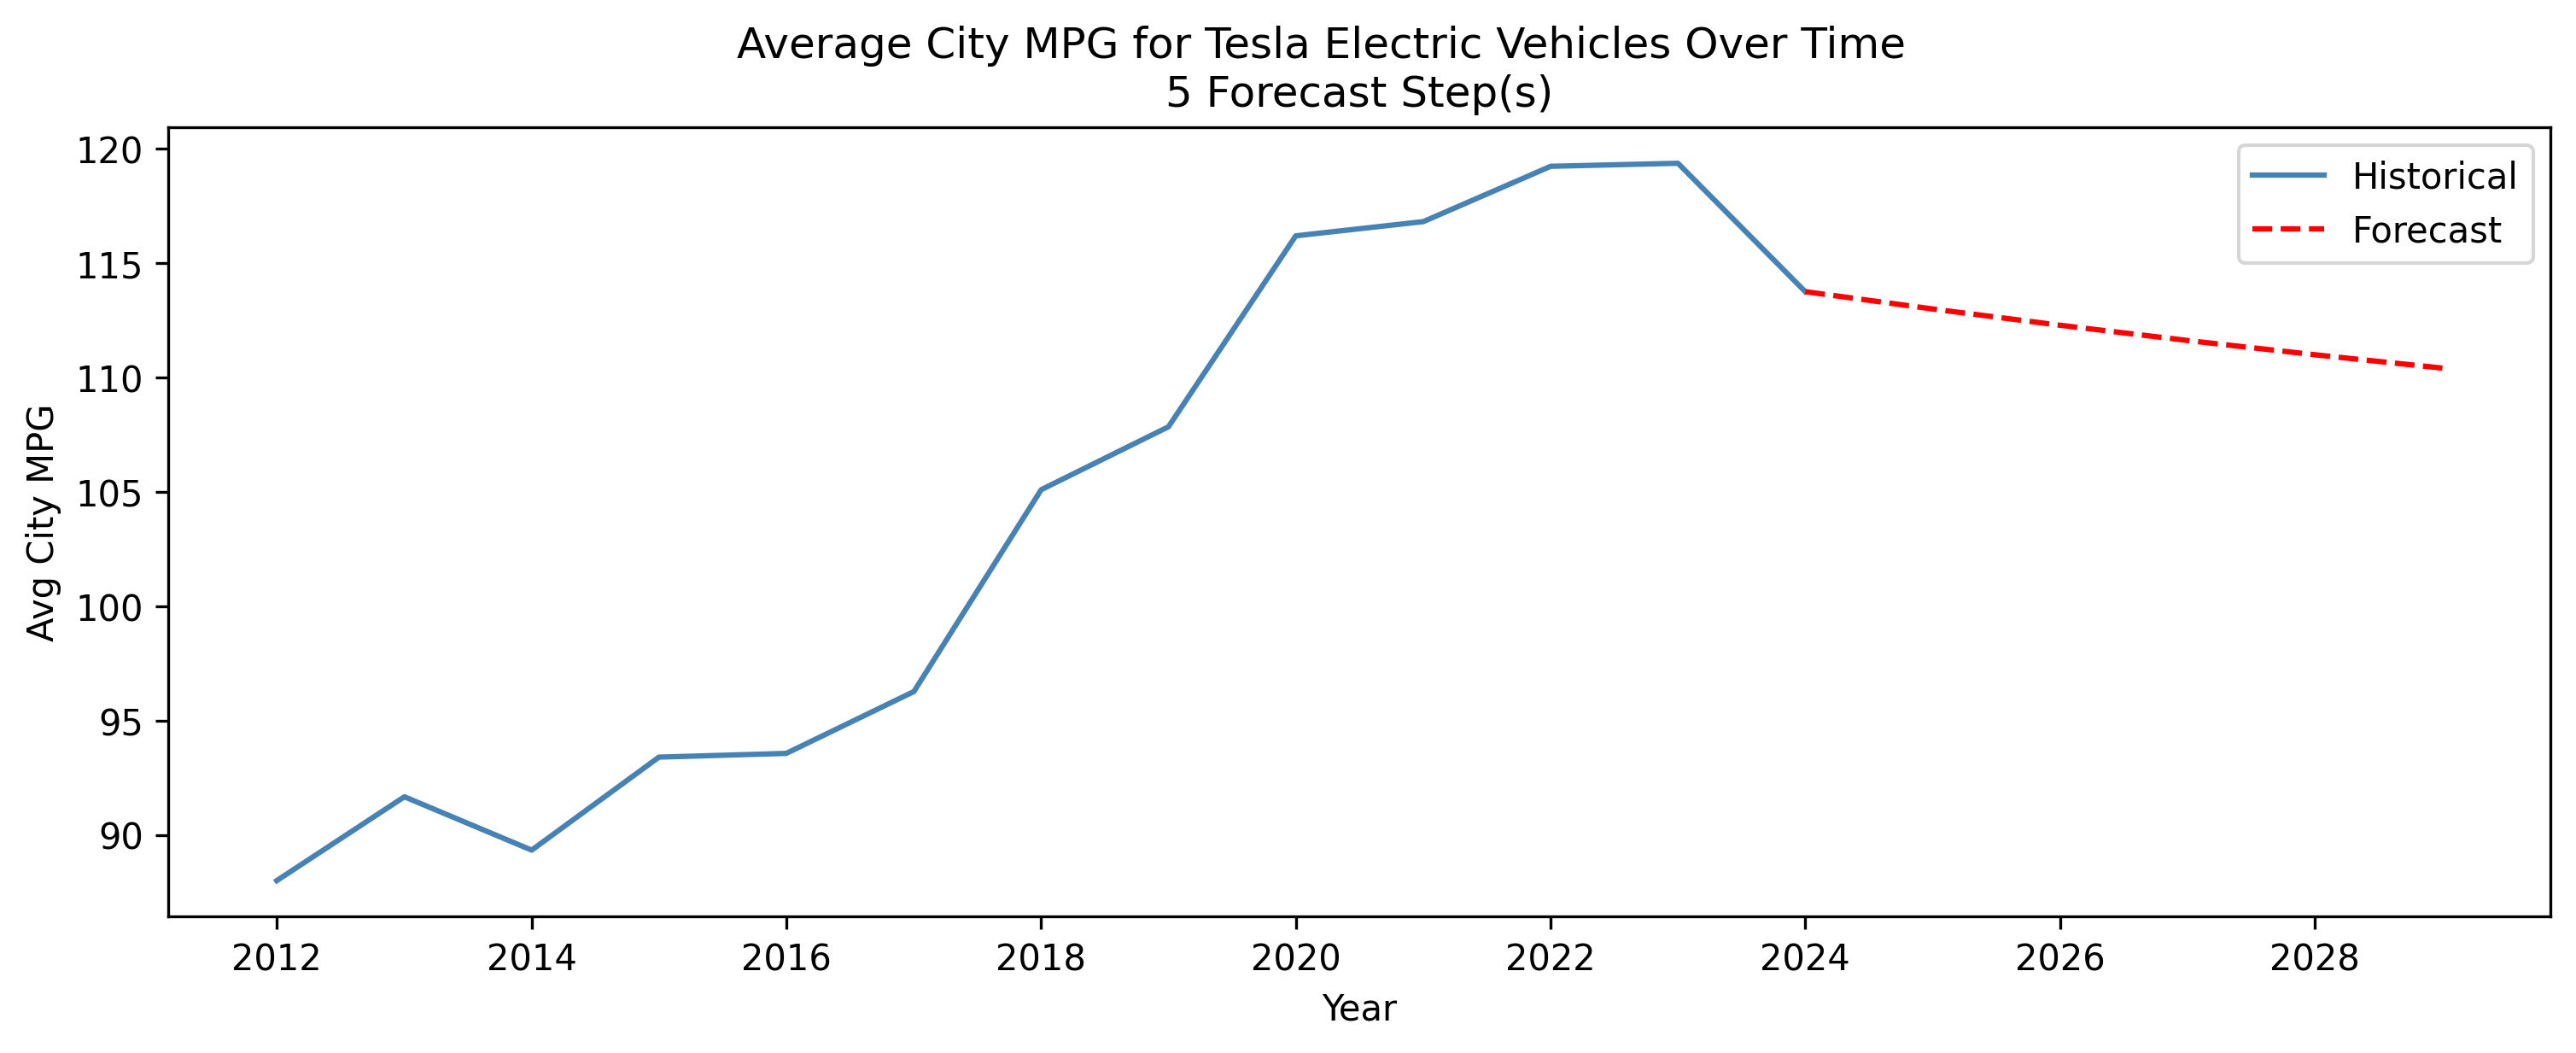 Average City MPG for Tesla Electric Vehicles Over Time
5 Forecast Step(s)
120
115
110
105
100
95
90
Avg City MPG
Historical
Forecast
2012
2014
2016
2018
2020
2022
2024
2026
2028
Year